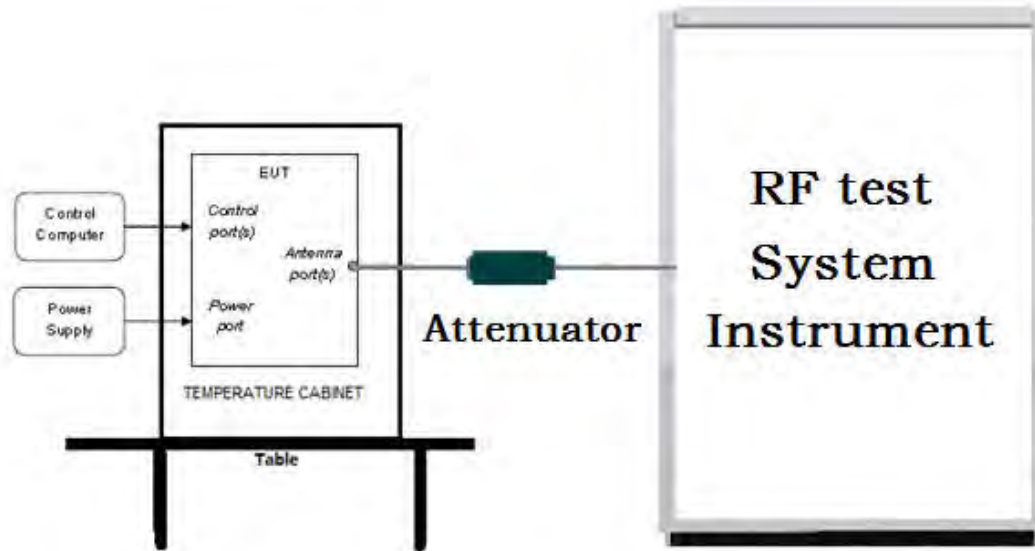 Control
Computer
Power
Supply
EUT
Control
port(s)
Antenna
port(s)
Power
port
TEMPERATURE CABINET
Table
Attenuator
RF test
System
Instrument